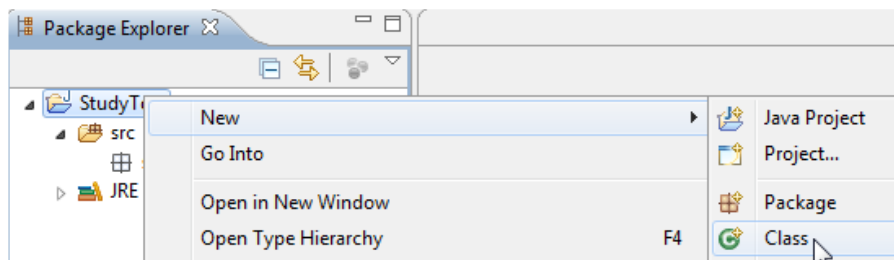 Package Explorer
StudyT
New
Java Project
src
Go Into
Project...
JRE
Open in New Window
Package
Open Type Hierarchy F4
Class